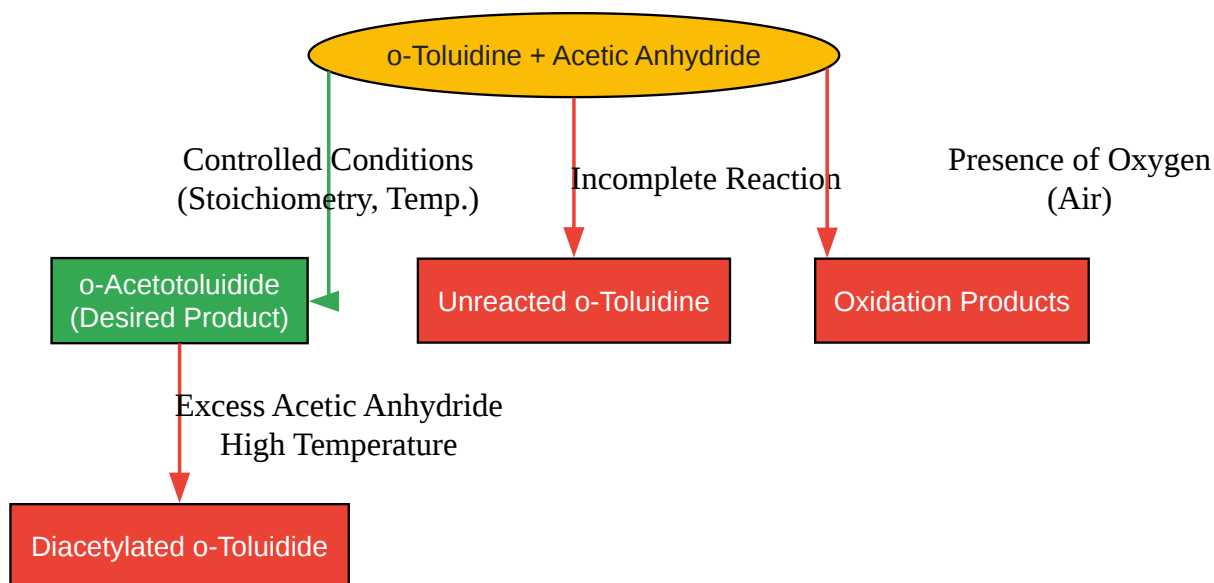 o-Toluidine + Acetic Anhydride
Controlled Conditions
(Stoichiometry, Temp.)
Incomplete Reaction
Presence of Oxygen
(Air)
o-Acetotoluidide
(Desired Product)
Unreacted o-Toluidine
Oxidation Products
Excess Acetic Anhydride
High Temperature
Diacetylated o-Toluidide